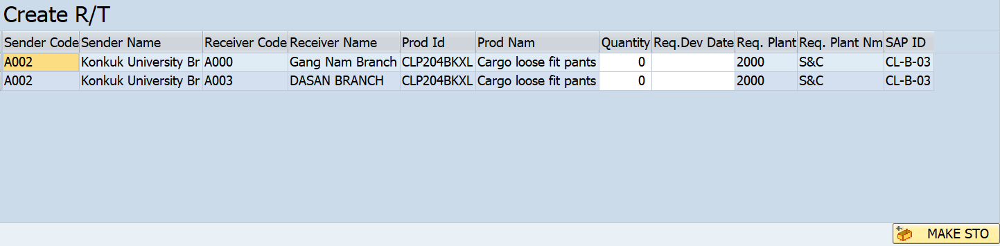 Create R/T
Sender Code Sender Name Receiver Code Receiver Name Prod Id Prod Nam Quantity Req.Dev Date Req. Plant Req. Plant Nm SAP ID
A002 Konkuk University Br A000 Gang Nam Branch CLP204BKXL Cargo loose fit pants 0 2000 S&C CL-B-03
A002 Konkuk University Br A003 DASAN BRANCH CLP204BKXL Cargo loose fit pants 0 2000 S&C CL-B-03
MAKE STO